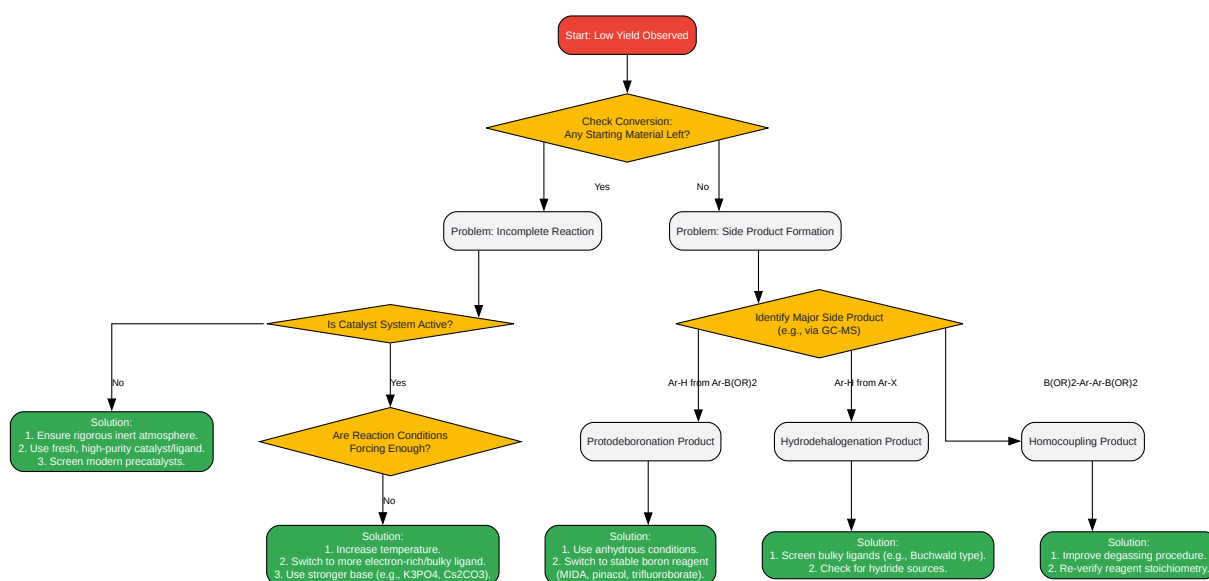 Start: Low Yield Observed
Check Conversion:
Any Starting Material Left?
Yes
No
Problem: Incomplete Reaction
Problem: Side Product Formation
Is Catalyst System Active?
Identify Major Side Product
(e.g., via GC-MS)
No
Yes
Ar-H from Ar-B(OR)2
Ar-H from Ar-X
B(OR)2-Ar-Ar-B(OR)2
Solution:
1. Ensure rigorous inert atmosphere.
2. Use fresh, high-purity catalyst/ligand.
3. Screen modern precatalysts.
Are Reaction Conditions
Forcing Enough?
Protodeboronation Product
Hydrodehalogenation Product
Homocoupling Product
No
Solution:
1. Increase temperature.
2. Switch to more electron-rich/bulky ligand.
3. Use stronger base (e.g., K3PO4, Cs2CO3).
Solution:
1. Use anhydrous conditions.
2. Switch to stable boron reagent
(MIDA, pinacol, trifluoroborate).
Solution:
1. Screen bulky ligands (e.g., Buchwald type).
2. Check for hydride sources.
Solution:
1. Improve degassing procedure.
2. Re-verify reagent stoichiometry.